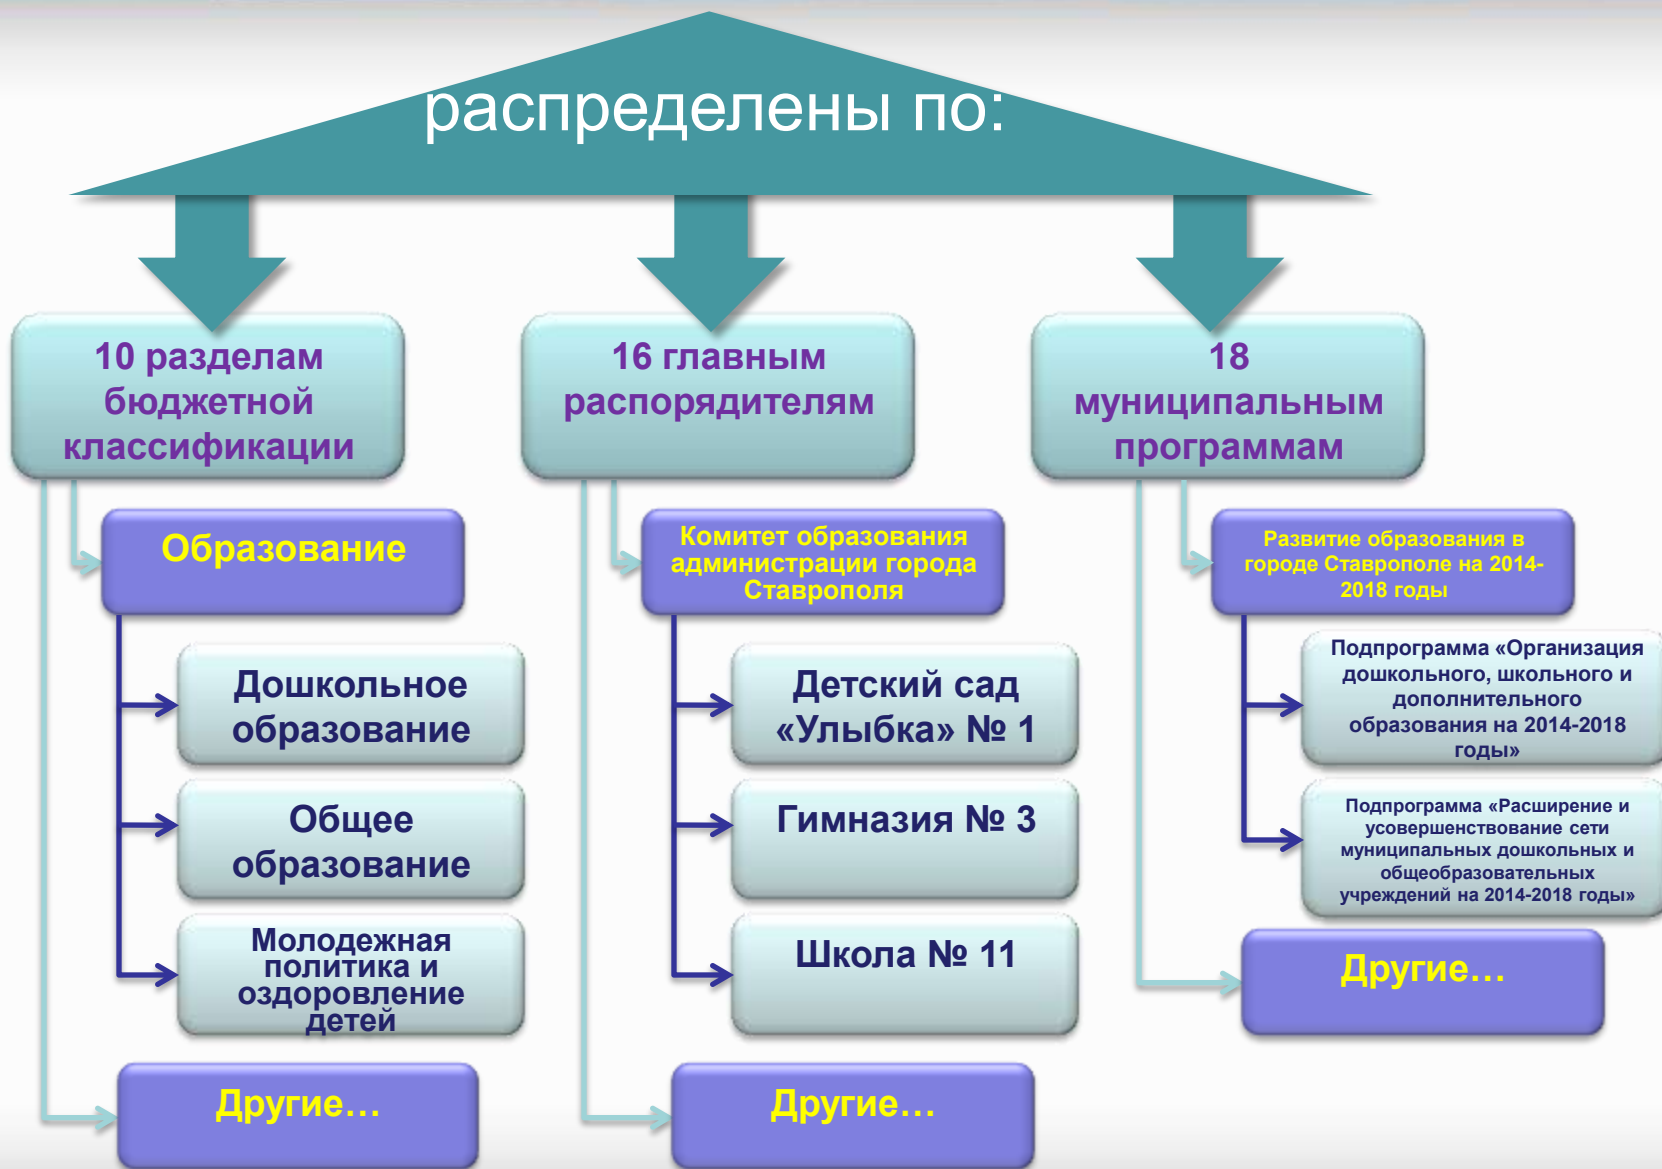 распределены по:
10 разделам
бюджетной
классификации
Образование
Дошкольное
образование
Общее
образование
Молодежная
политика и
оздоровление
детей
Другие…
16 главным
распорядителям
Комитет образования
администрации города
Ставрополя
Детский сад
«Улыбка» № 1
Гимназия № 3
Школа № 11
Другие…
18
муниципальным
программам
Развитие образования в
городе Ставрополе на 2014-
2018 годы
Подпрограмма «Организация
дошкольного, школьного и
дополнительного
образования на 2014-2018
годы»
Подпрограмма «Расширение и
усовершенствование сети
муниципальных дошкольных и
общеобразовательных
учреждений на 2014-2018 годы»
Другие…